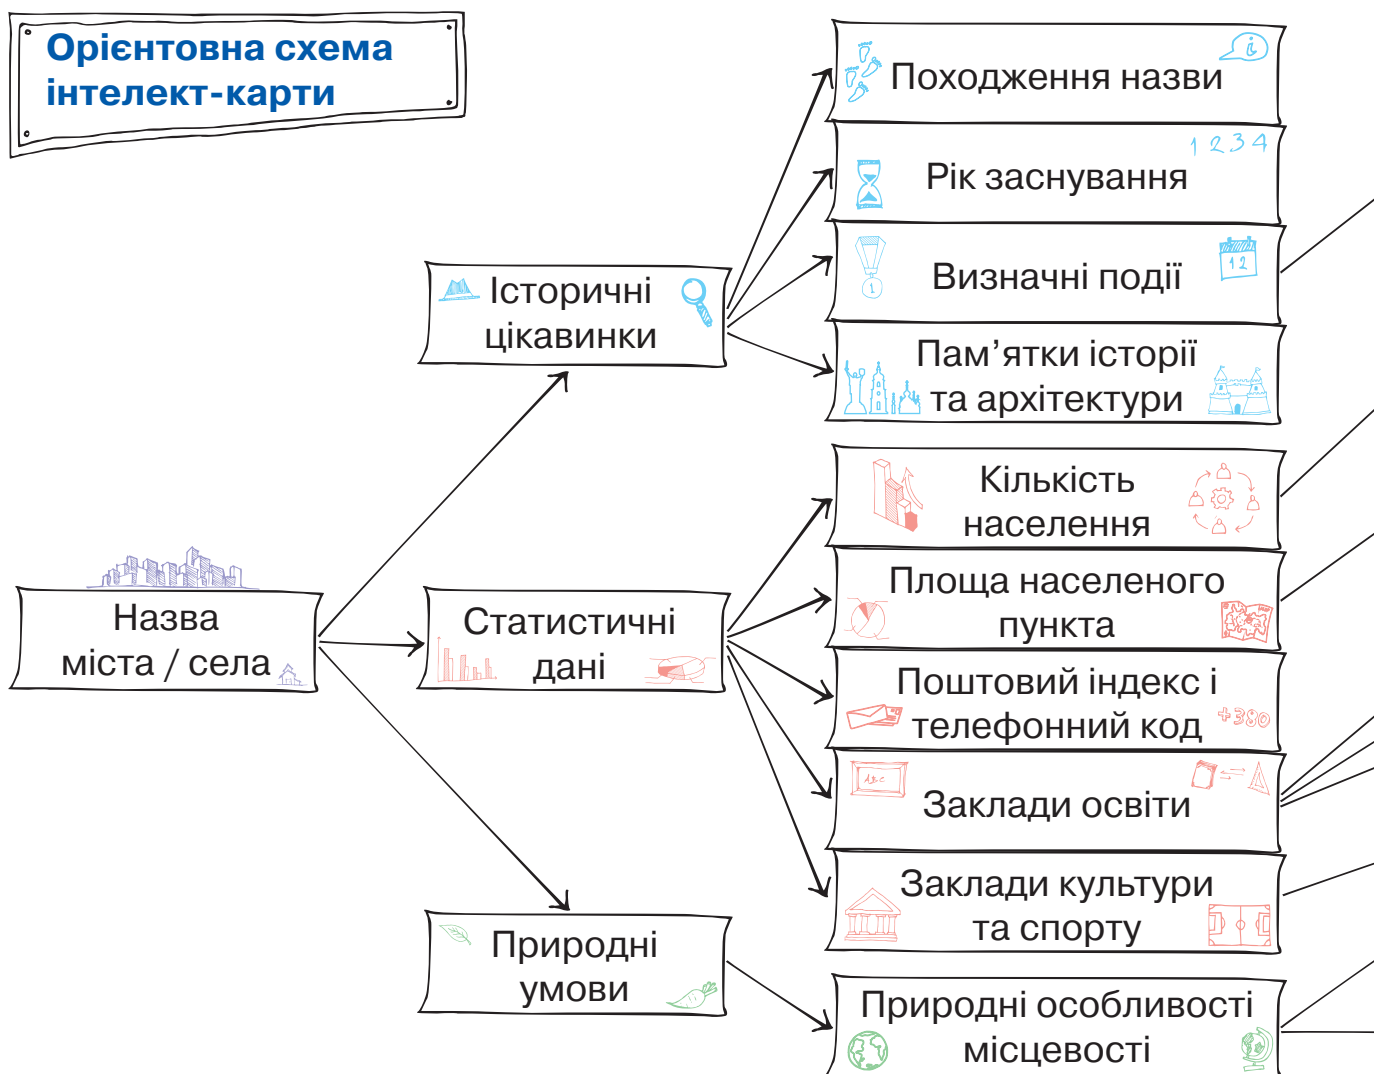 Орієнтовна схема
інтелект-карти
Походження назви
i
Рік заснування
1 2 3 4
Визначні події
12
1
Історичні
цікавинки
Пам’ятки історії
та архітектури
Кількість
населення
Площа населеного
пункта
Назва
міста / села
Статистичні
дані
Поштовий індекс і
телефонний код
+380
Заклади освіти
Заклади культури
та спорту
Природні
умови
Природні особливості
місцевості